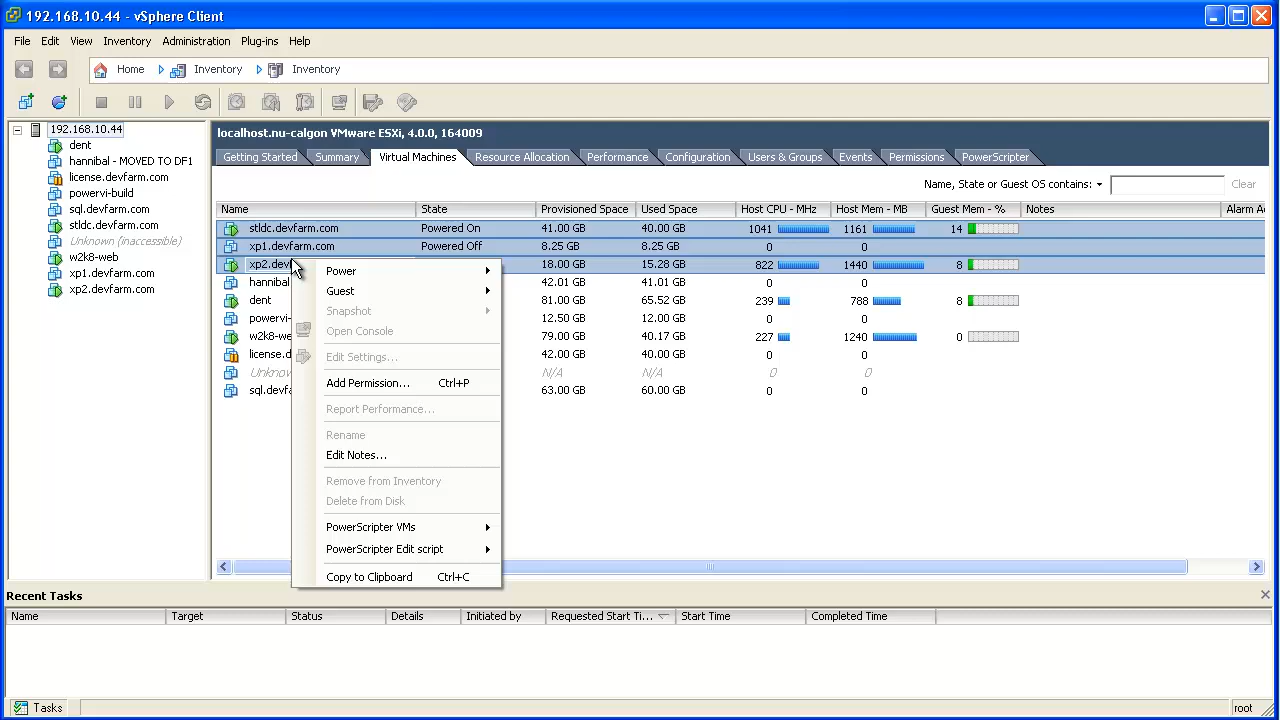 192.168.10.44 - vSphere Client
File Edit View Inventory Administration Plug-ins Help
Home Inventory Inventory
192.168.10.44
dent
hannibal - MOVED TO DF1
license.devfarm.com
powervi-build
sql.devfarm.com
stldc.devfarm.com
Unknown (inaccessible)
w2k8-web
xp1.devfarm.com
xp2.devfarm.com
localhost.nu-calgon VMware ESXi, 4.0.0, 164009
Getting Started Summary Virtual Machines Resource Allocation Performance Configuration Users & Groups Events Permissions PowerScripter
Name, State or Guest OS contains: Clear
Name State Provisioned Space Used Space Host CPU - MHz Host Mem - MB Guest Mem - % Notes Alarm Ac
stldc.devfarm.com Powered On 41.00 GB 40.00 GB 1041 1161 14
xp1.devfarm.com Powered Off 8.25 GB 8.25 GB 0 0
xp2.devf 18.00 GB 15.28 GB 822 1440 8
hannibal 42.01 GB 41.01 GB 0 0
dent 81.00 GB 65.52 GB 239 788 8
powervi- 12.50 GB 12.00 GB 0 0
w2k8-we 79.00 GB 40.17 GB 227 1240 0
license.d 42.00 GB 40.00 GB 0 0
Unknow N/A N/A 0 0
sql.devfa 63.00 GB 60.00 GB 0 0
Power
Guest
Snapshot
Open Console
Edit Settings...
Add Permission... Ctrl+P
Report Performance...
Rename
Edit Notes...
Remove from Inventory
Delete from Disk
PowerScripter VMs
PowerScripter Edit script
Copy to Clipboard Ctrl+C
Recent Tasks
Name Target Status Details Initiated by Requested Start Ti... Start Time Completed Time
Tasks root